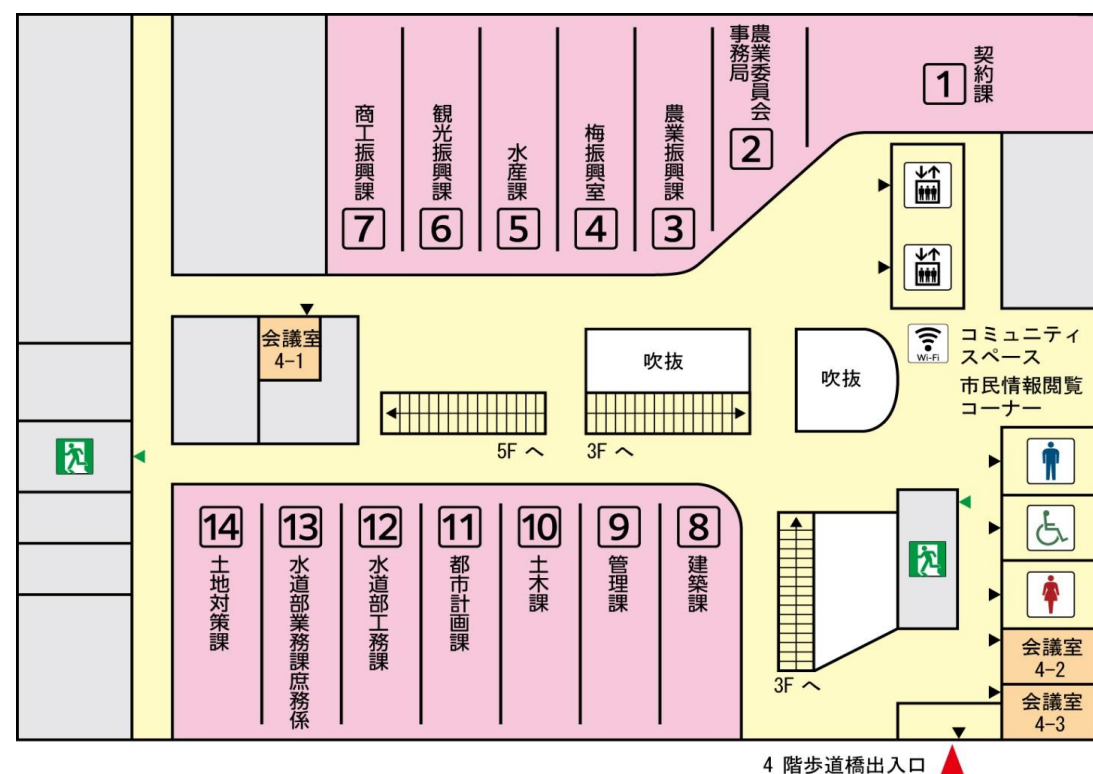 契約課
1
農業委員会
事務局
2
農業振興課
3
梅振興室
4
水産課
5
観光振興課
6
商工振興課
7
会議室
4-1
吹抜
吹抜
Wi-Fi
コミュニティ
スペース
市民情報閲覧
コーナー
5F へ
3F へ
14
土地対策課
13
水道部業務課庶務係
12
水道部工務課
11
都市計画課
10
土木課
9
管理課
8
建築課
3F へ
会議室
4-2
会議室
4-3
4 階歩道橋出入口